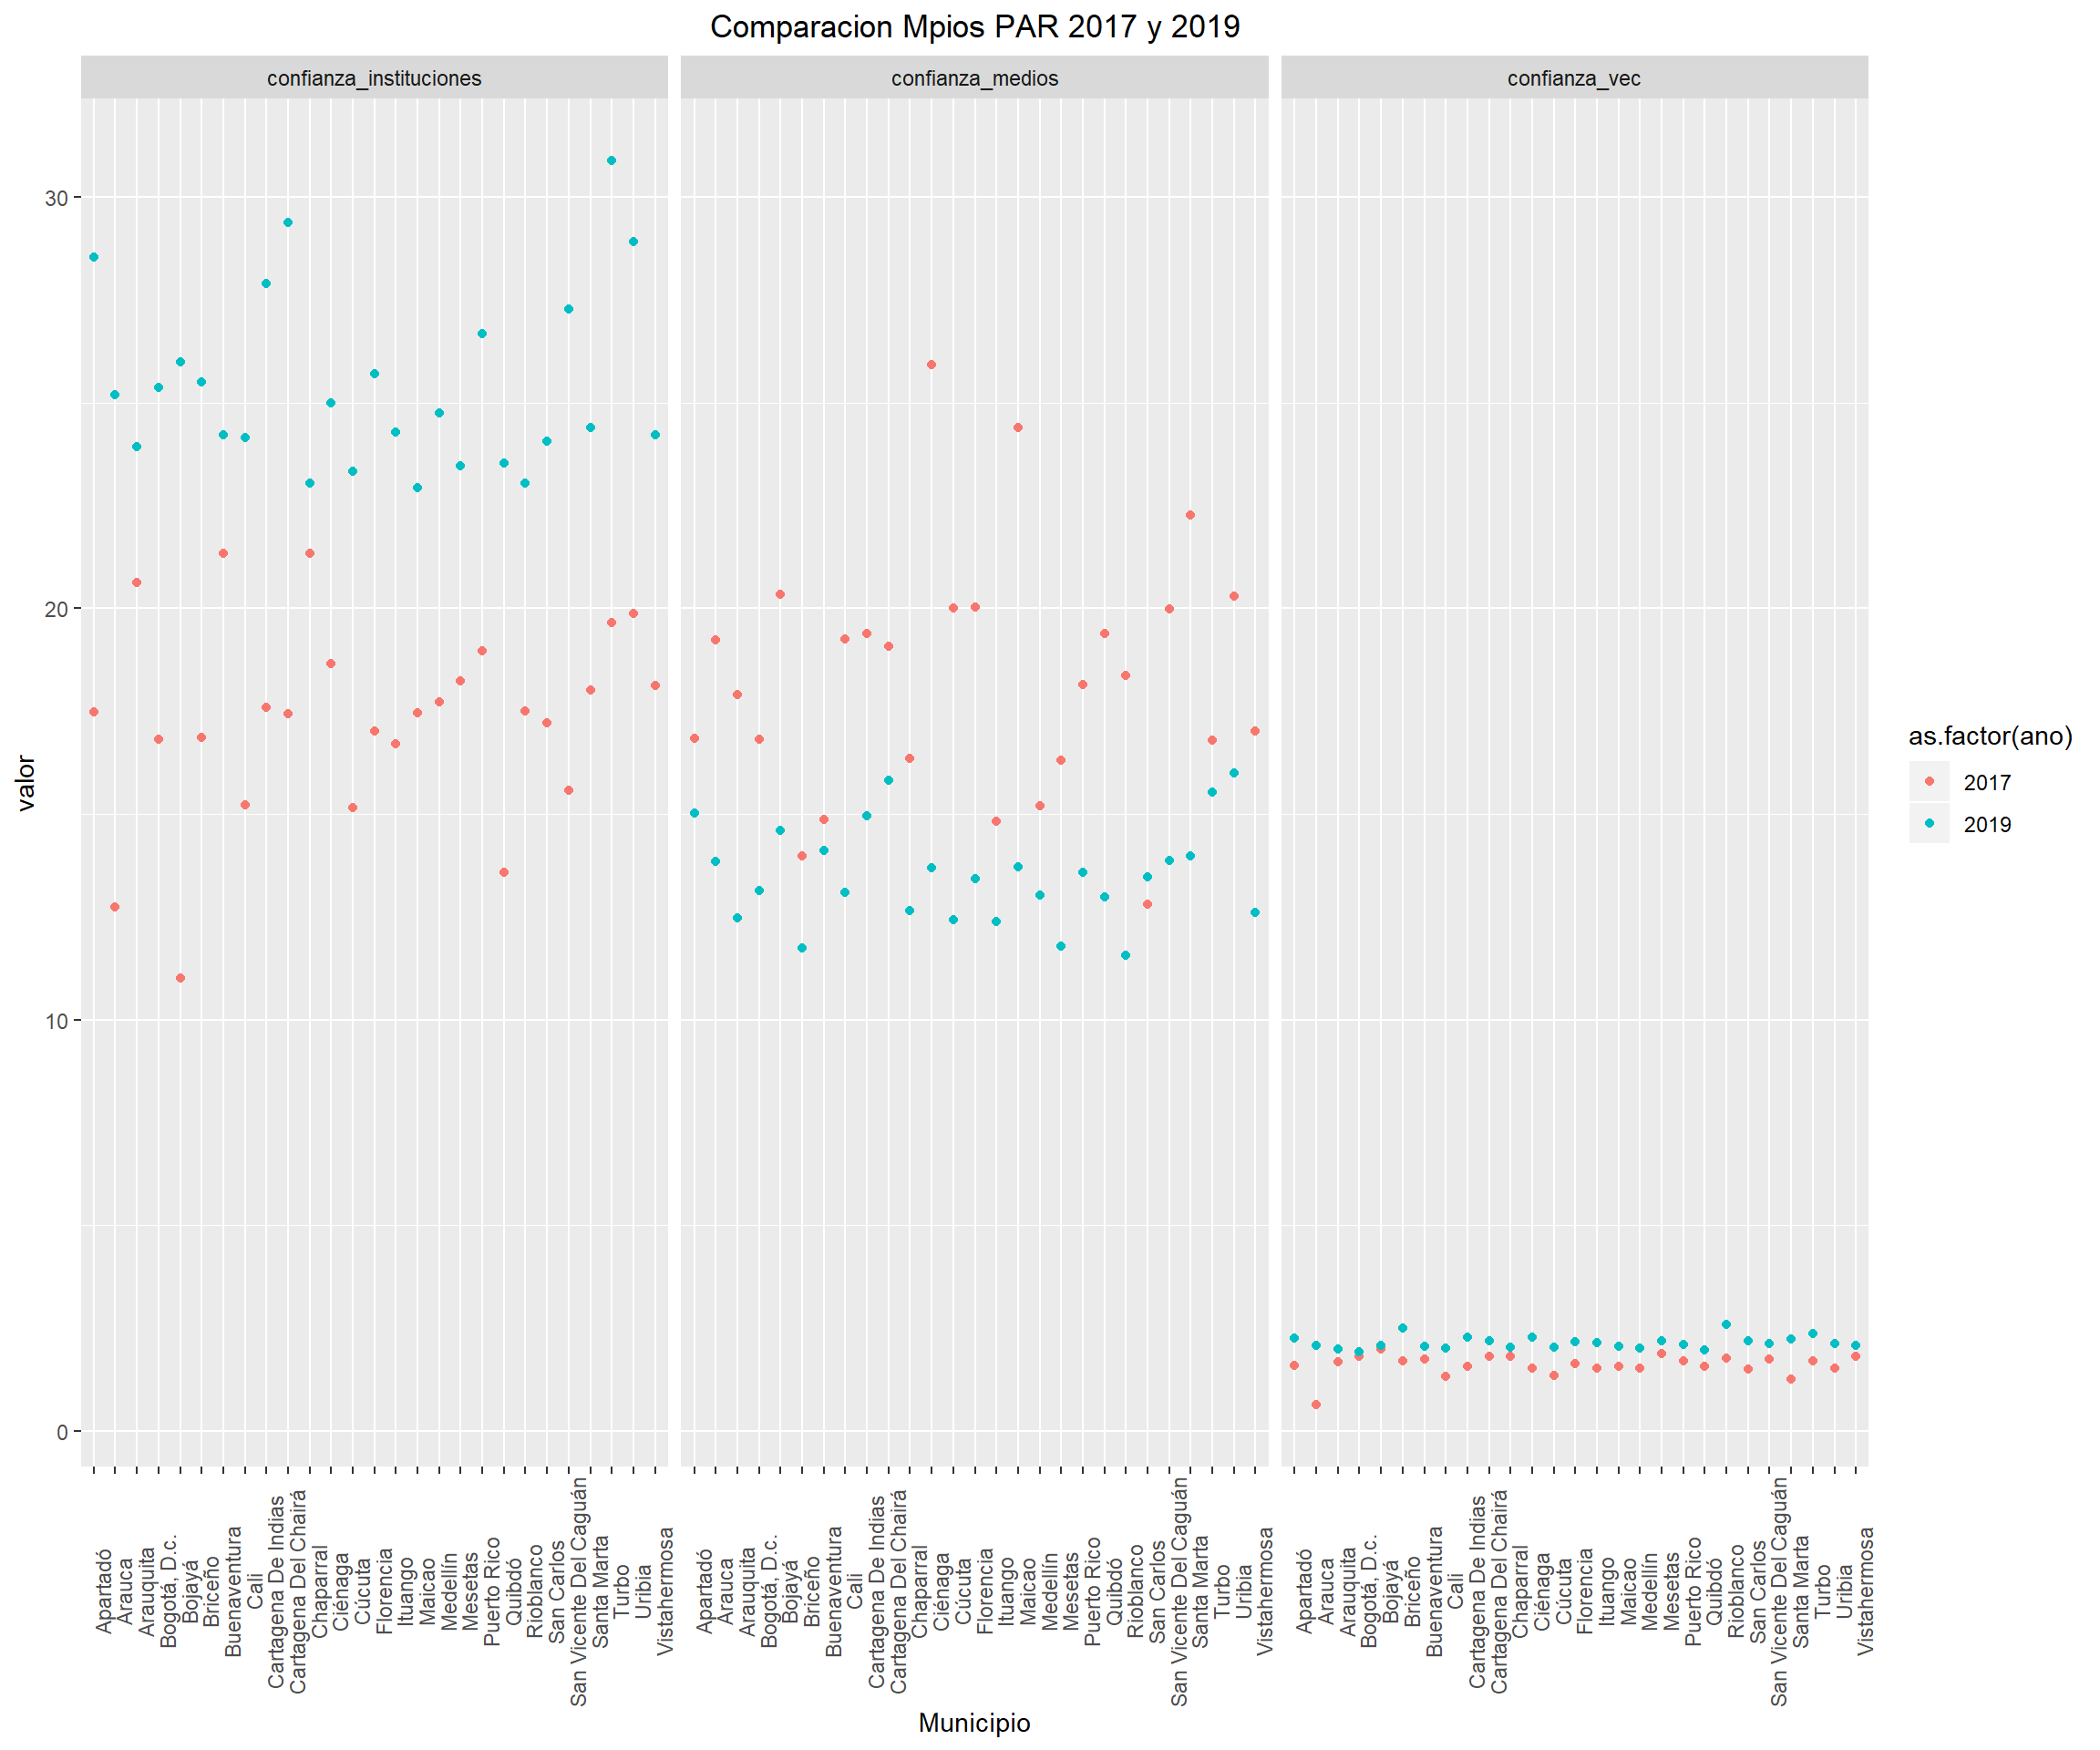 Comparacion Mpios PAR 2017 y 2019
confianza_instituciones
confianza_medios
confianza_vec
valor
30
20
10
0
Apartadó
Arauca
Arauquita
Bogotá, D.c.
Bojayá
Briceño
Buenaventura
Cali
Cartagena De Indias
Cartagena Del Chairá
Chaparral
Ciénaga
Cúcuta
Florencia
Ituango
Maicao
Medellín
Mesetas
Puerto Rico
Quibdó
Rioblanco
San Carlos
San Vicente Del Caguán
Santa Marta
Turbo
Uribia
Vistahermosa
Apartadó
Arauca
Arauquita
Bogotá, D.c.
Bojayá
Briceño
Buenaventura
Cali
Cartagena De Indias
Cartagena Del Chairá
Chaparral
Ciénaga
Cúcuta
Florencia
Ituango
Maicao
Medellín
Mesetas
Puerto Rico
Quibdó
Rioblanco
San Carlos
San Vicente Del Caguán
Santa Marta
Turbo
Uribia
Vistahermosa
Apartadó
Arauca
Arauquita
Bogotá, D.c.
Bojayá
Briceño
Buenaventura
Cali
Cartagena De Indias
Cartagena Del Chairá
Chaparral
Ciénaga
Cúcuta
Florencia
Ituango
Maicao
Medellín
Mesetas
Puerto Rico
Quibdó
Rioblanco
San Carlos
San Vicente Del Caguán
Santa Marta
Turbo
Uribia
Vistahermosa
Municipio
as.factor(ano)
2017
2019